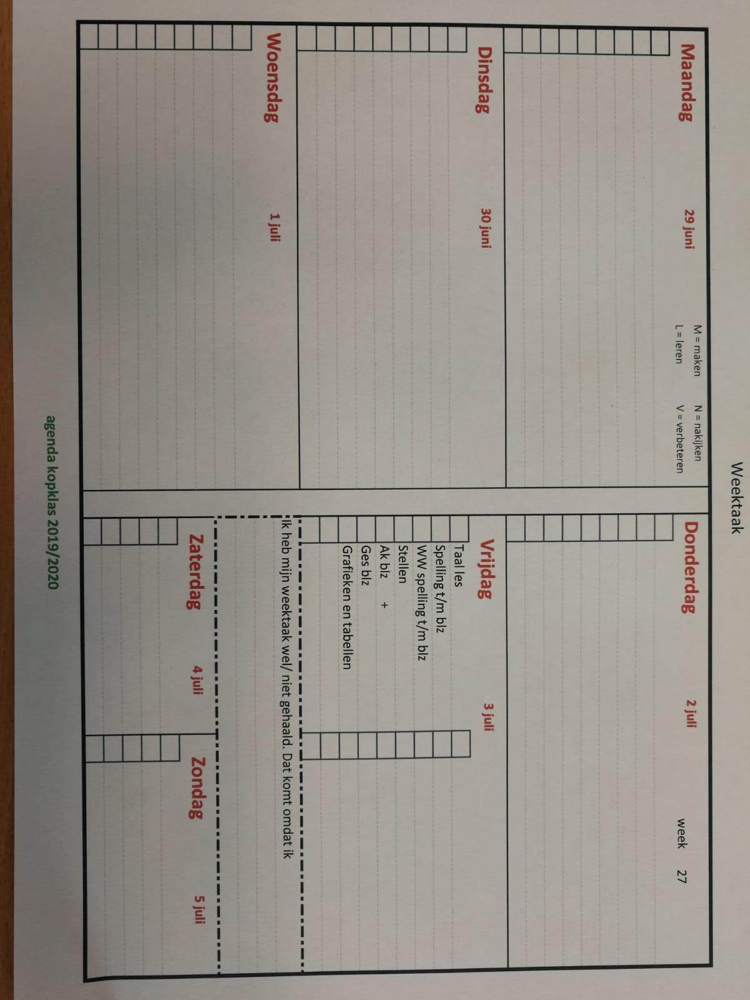 Weektaak
Maandag 29 juni M = maken N = nakijken
L = leren V = verbeteren
Dinsdag 30 juni
Woensdag 1 juli
Donderdag 2 juli week 27
Vrijdag 3 juli
Taal les
Spelling t/m blz
WW spelling t/m blz
Stellen
Ak blz +
Ges blz
Grafieken en tabellen
Ik heb mijn weektaak wel/ niet gehaald. Dat komt omdat ik
Zaterdag 4 juli
Zondag 5 juli
agenda kopklas 2019/2020